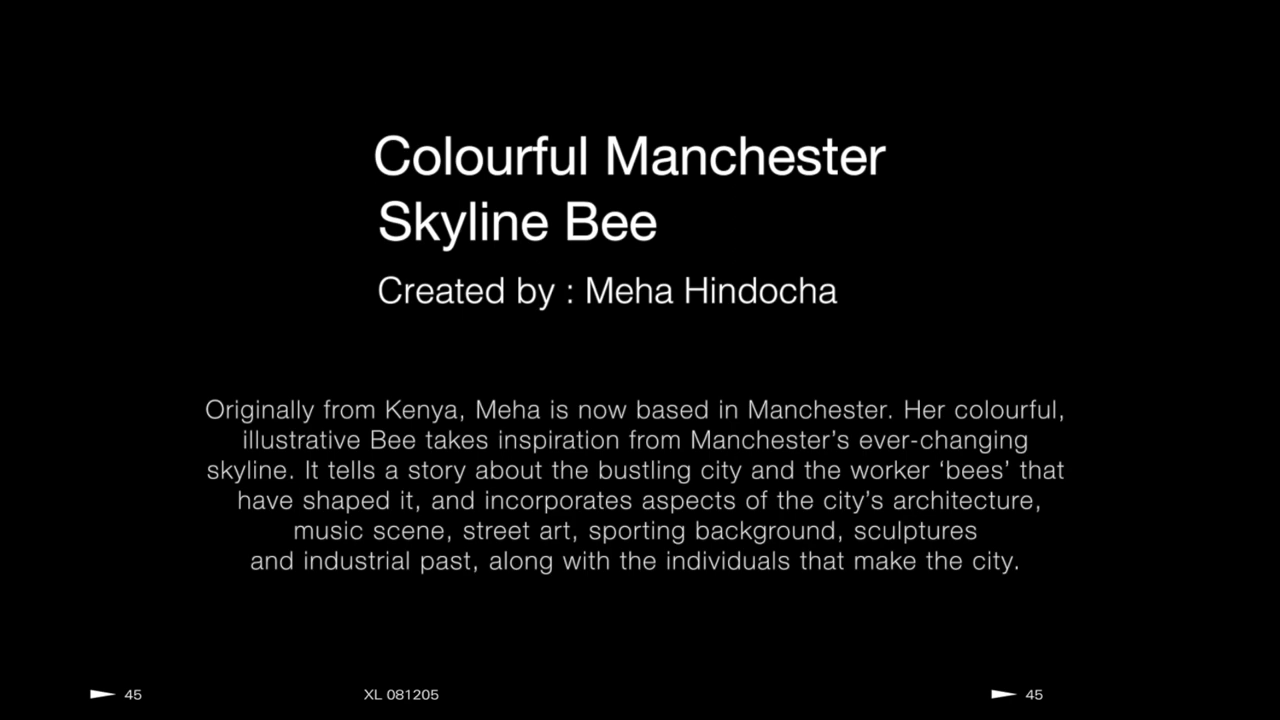 Colourful Manchester
Skyline Bee
Created by : Meha Hindocha
Originally from Kenya, Meha is now based in Manchester. Her colourful,
illustrative Bee takes inspiration from Manchester’s ever-changing
skyline. It tells a story about the bustling city and the worker ‘bees’ that
have shaped it, and incorporates aspects of the city’s architecture,
music scene, street art, sporting background, sculptures
and industrial past, along with the individuals that make the city.
45 XL 081205 45